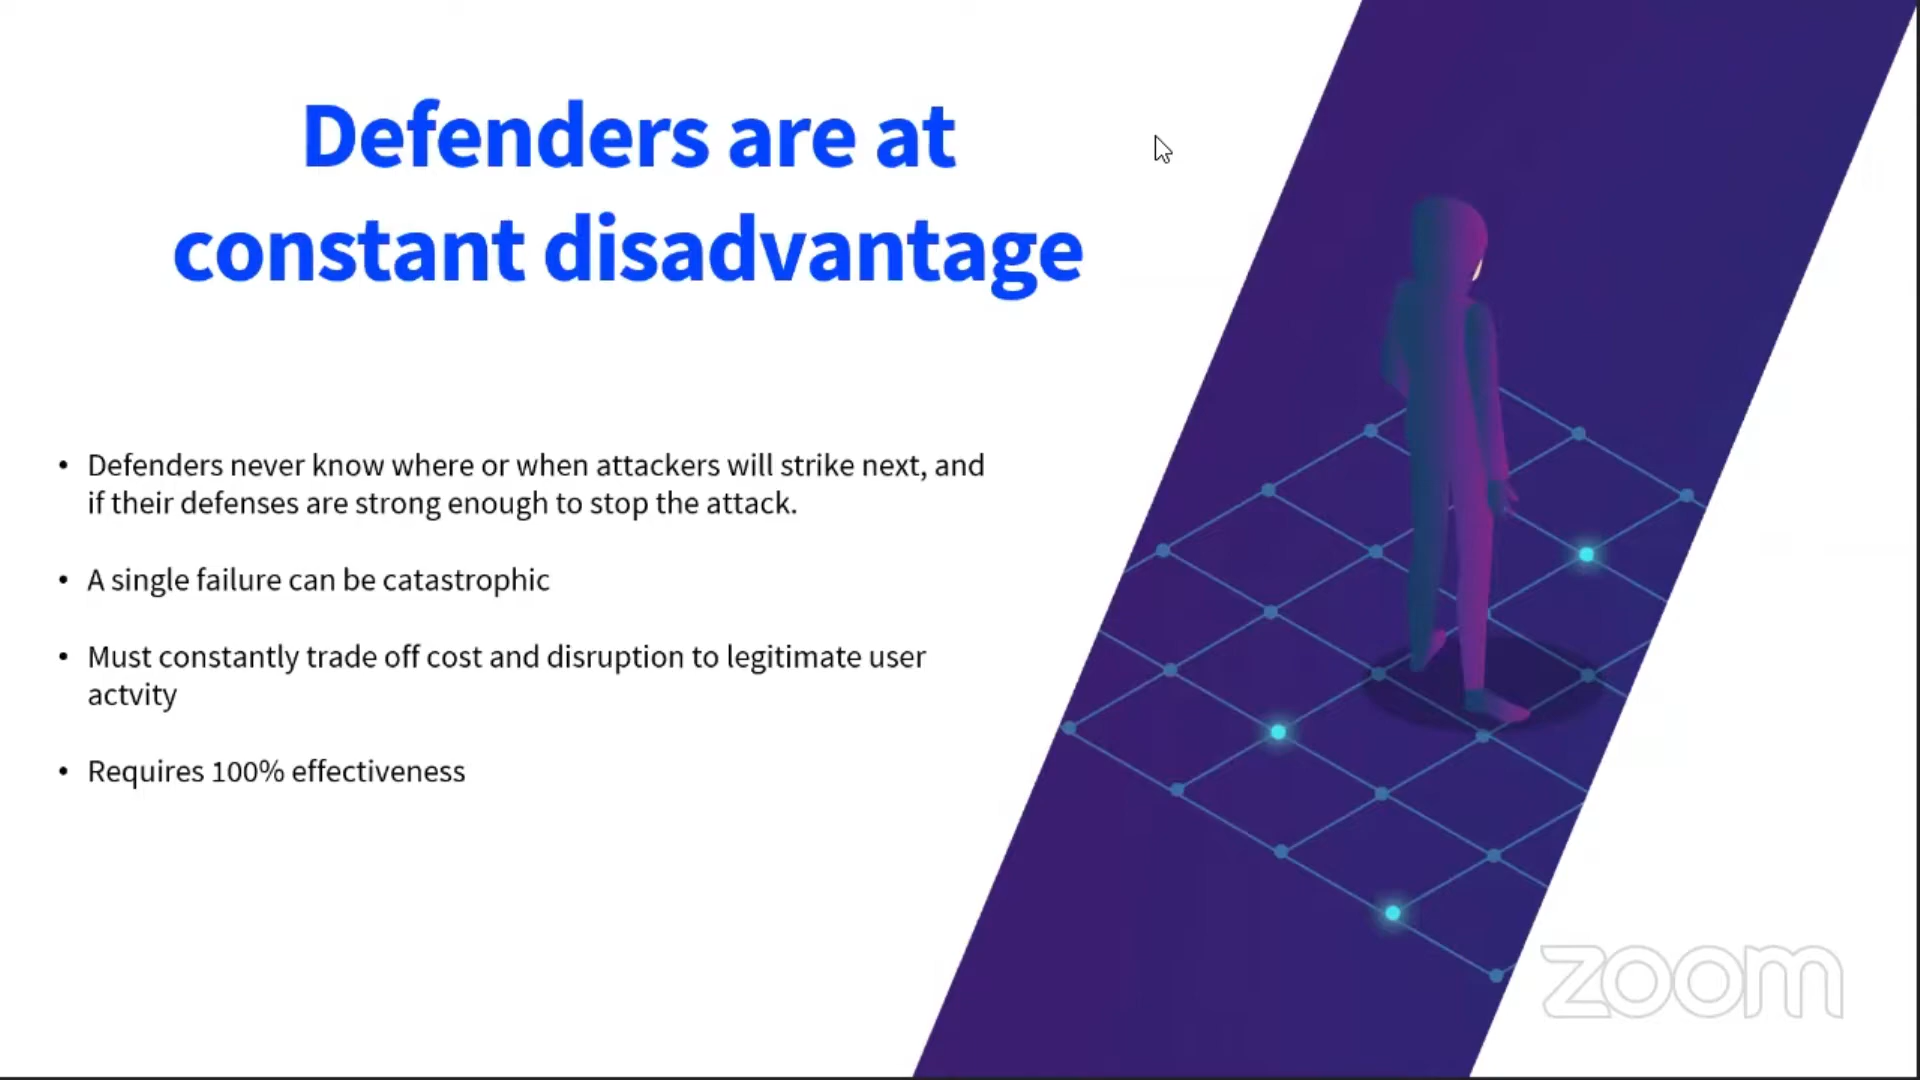 Defenders are at
constant disadvantage
• Defenders never know where or when attackers will strike next, and
if their defenses are strong enough to stop the attack.
• A single failure can be catastrophic
• Must constantly trade off cost and disruption to legitimate user
actvity
• Requires 100% effectiveness
zoom